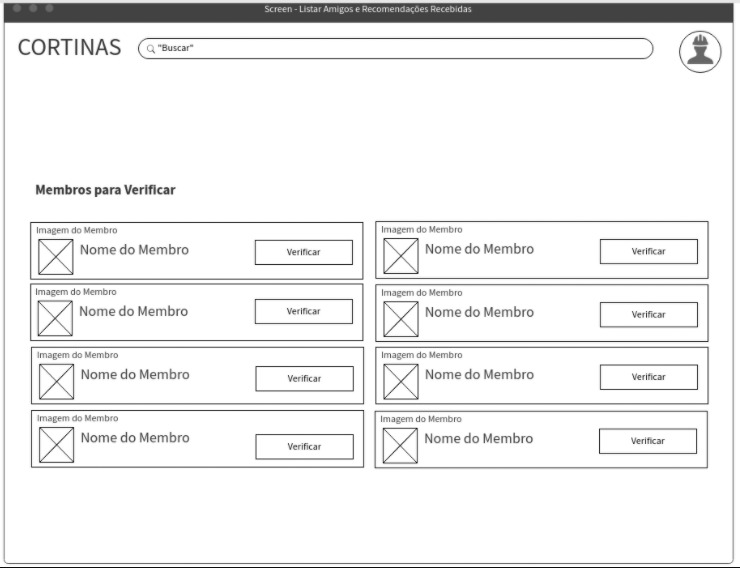 Screen - Listar Amigos e Recomendações Recebidas
CORTINAS
"Buscar"
Membros para Verificar
Imagem do Membro
Nome do Membro
Verificar
Imagem do Membro
Nome do Membro
Verificar
Imagem do Membro
Nome do Membro
Verificar
Imagem do Membro
Nome do Membro
Verificar
Imagem do Membro
Nome do Membro
Verificar
Imagem do Membro
Nome do Membro
Verificar
Imagem do Membro
Nome do Membro
Verificar
Imagem do Membro
Nome do Membro
Verificar